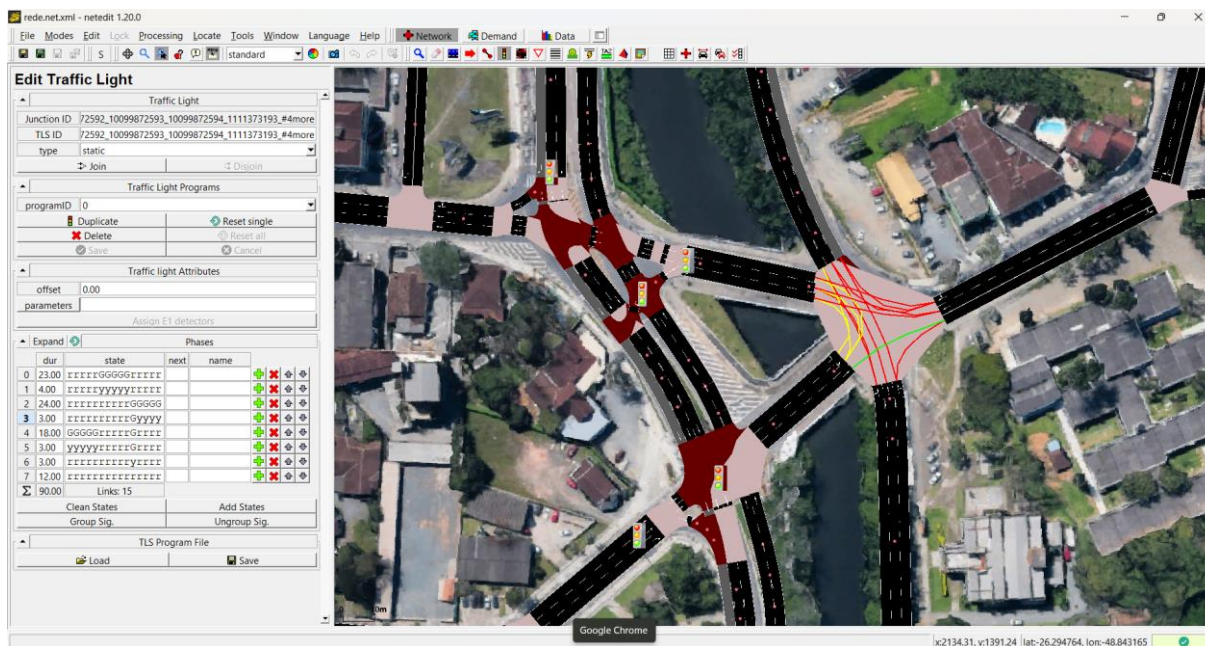 rede.net.xml - netedit 1.20.0
File Modes Edit Lock Processing Locate Tools Window Language Help Network Demand Data
S standard
Edit Traffic Light
Traffic Light
Junction ID 72592_10099872593_10099872594_1111373193_#4more
TLS ID 72592_10099872593_10099872594_1111373193_#4more
type static
Join Disjoin
Traffic Light Programs
programID 0
Duplicate Reset single
Delete Reset all
Save Cancel
Traffic light Attributes
offset 0.00
parameters
Assign E1 detectors
Expand Phases
dur state next name
0 23.00 rrrrrGGGGGrrrrr
1 4.00 rrrrryyyyyrrrrr
2 24.00 rrrrrrrrrrGGGGG
3 3.00 rrrrrrrrrrGyyyy
4 18.00 GGGGGrrrrrGrrrr
5 3.00 yyyyyrrrrrGrrrr
6 3.00 rrrrrrrrrryrrrr
7 12.00 rrrrrrrrrrrrrrr
Σ 90.00 Links: 15
Clean States Add States
Group Sig. Ungroup Sig.
TLS Program File
Load Save
Google Chrome
x:2134.31, y:1391.24 lat:-26.294764, lon:-48.843165